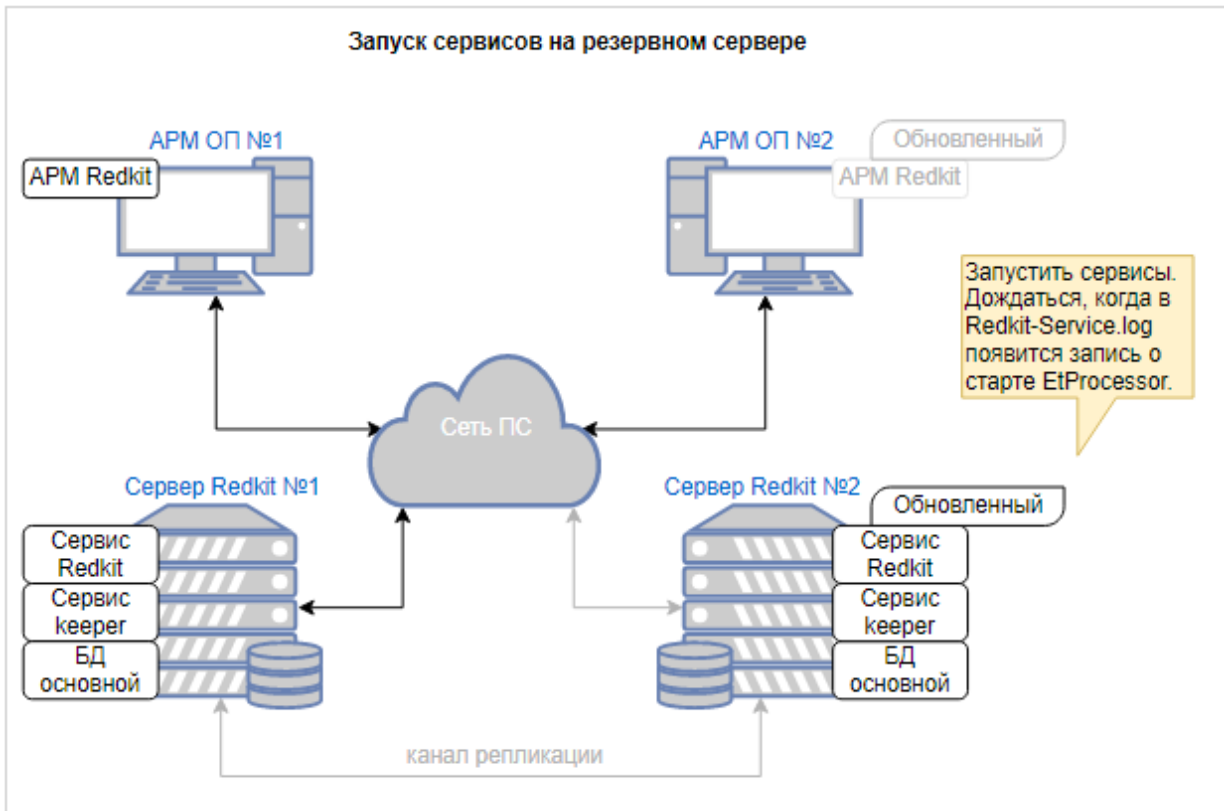 Запуск сервисов на резервном сервере
АРМ ОП №1
АРМ Redkit
АРМ ОП №2
Обновленный
АРМ Redkit
Запустить сервисы.
Дождаться, когда в
Redkit-Service.log
появится запись о
старте EtProcessor.
Сеть ПС
Сервер Redkit №1
Сервис
Redkit
Сервис
keeper
БД
основной
Сервер Redkit №2
Обновленный
Сервис
Redkit
Сервис
keeper
БД
основной
канал репликации